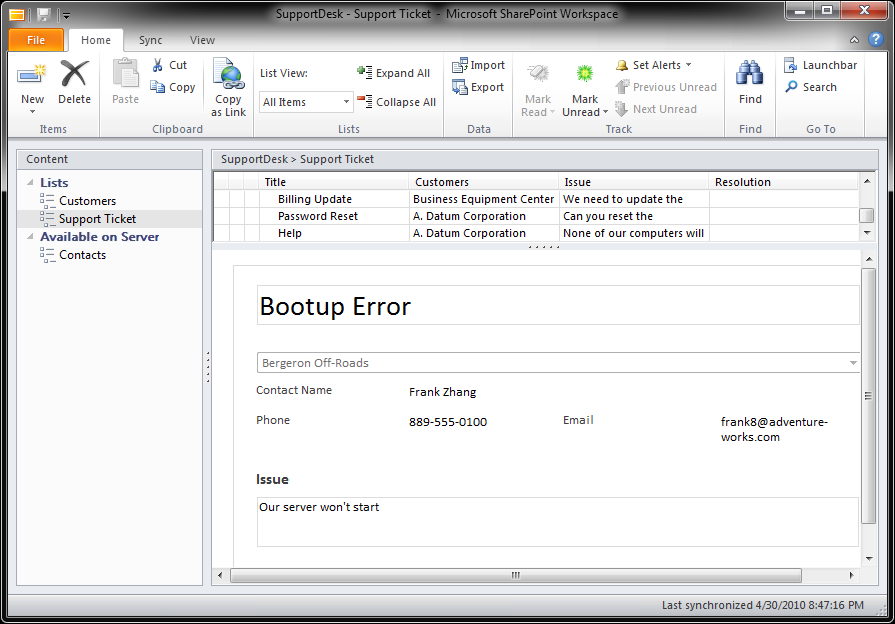 SupportDesk - Support Ticket - Microsoft SharePoint Workspace
File Home Sync View
New
Delete
Items
Paste
Cut
Copy
Copy
as Link
Clipboard
List View:
All Items
Expand All
Collapse All
Lists
Import
Export
Data
Mark
Read
Mark
Unread
Set Alerts
Previous Unread
Next Unread
Track
Find
Find
Launchbar
Search
Go To
Content
Lists
Customers
Support Ticket
Available on Server
Contacts
SupportDesk > Support Ticket
Title Customers Issue Resolution
Billing Update Business Equipment Center We need to update the
Password Reset A. Datum Corporation Can you reset the
Help A. Datum Corporation None of our computers will
Bootup Error
Bergeron Off-Roads
Contact Name Frank Zhang
Phone 889-555-0100 Email frank8@adventure-
works.com
Issue
Our server won't start
Last synchronized 4/30/2010 8:47:16 PM